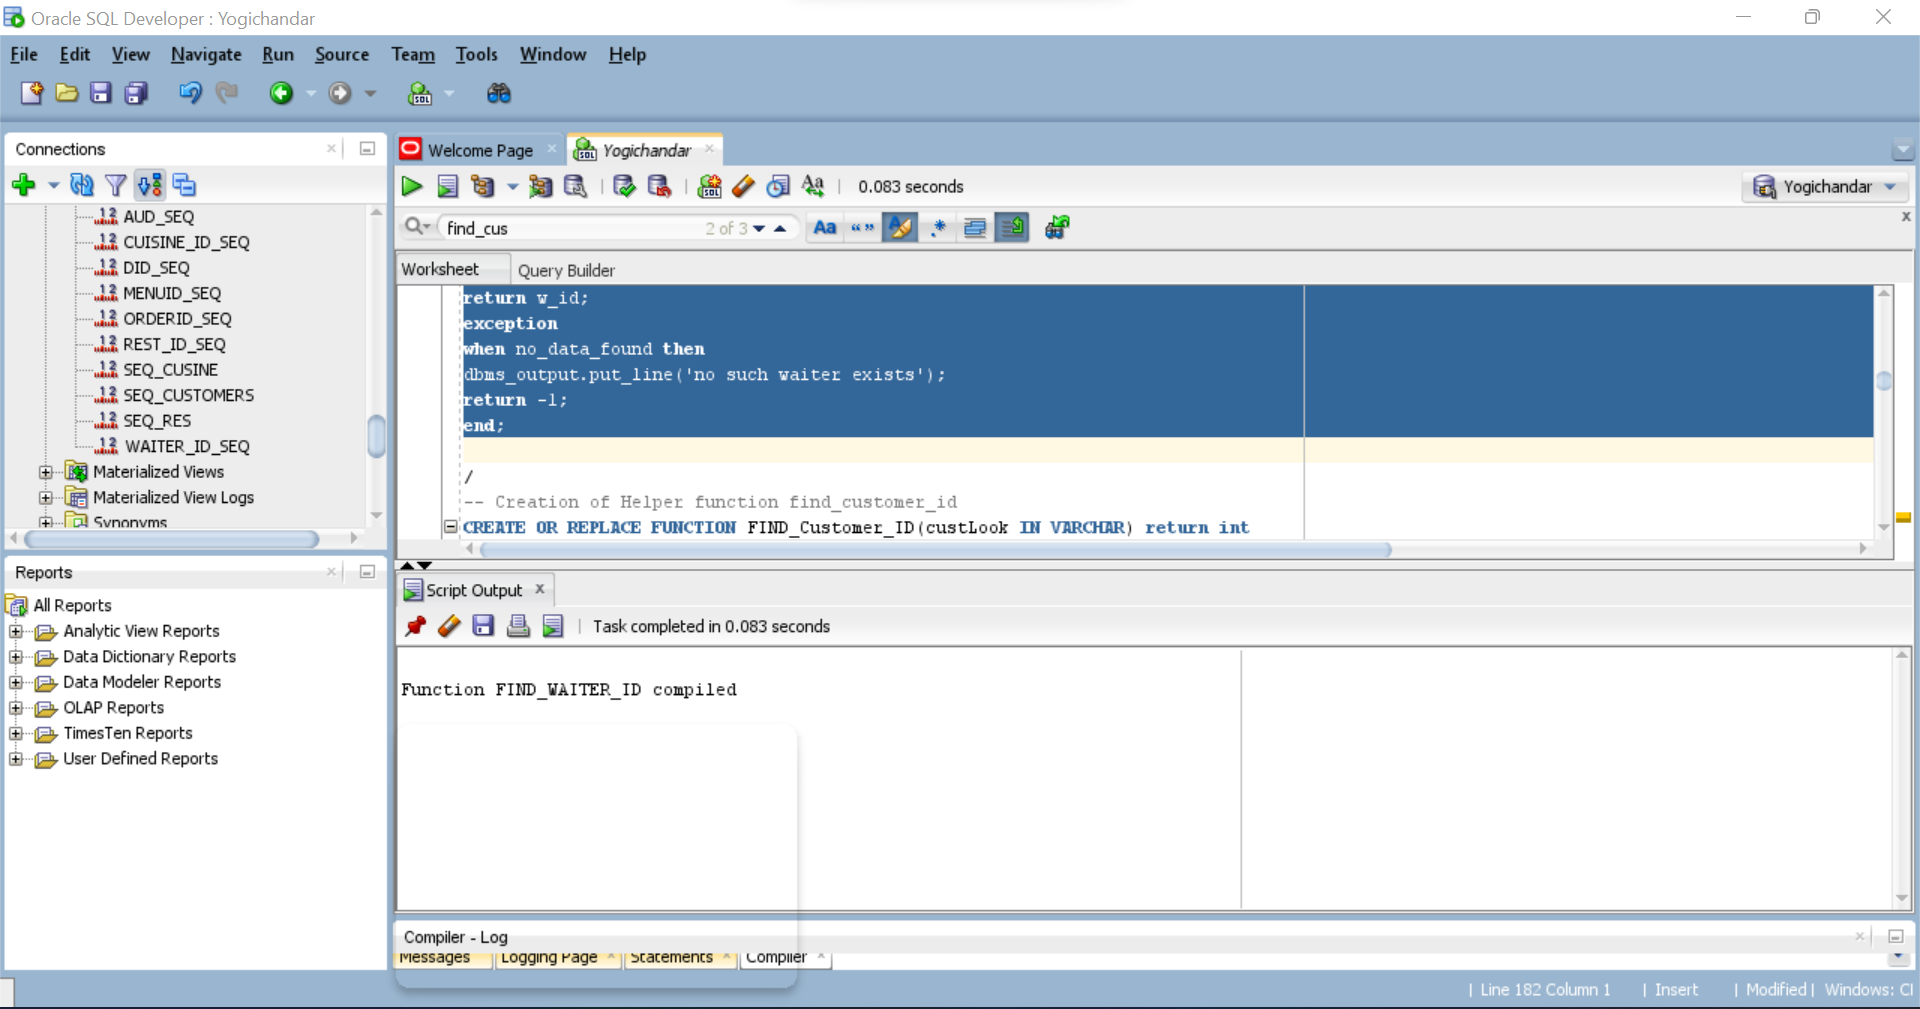 Oracle SQL Developer : Yogichandar
File Edit View Navigate Run Source Team Tools Window Help
Connections
AUD_SEQ
CUISINE_ID_SEQ
DID_SEQ
MENUID_SEQ
ORDERID_SEQ
REST_ID_SEQ
SEQ_CUSINE
SEQ_CUSTOMERS
SEQ_RES
WAITER_ID_SEQ
Materialized Views
Materialized View Logs
Synonyms
Reports
All Reports
Analytic View Reports
Data Dictionary Reports
Data Modeler Reports
OLAP Reports
TimesTen Reports
User Defined Reports
Welcome Page
Yogichandar
0.083 seconds
Yogichandar
find_cus 2 of 3
Worksheet Query Builder
return w_id;
exception
when no_data_found then
dbms_output.put_line('no such waiter exists');
return -1;
end;
/
-- Creation of Helper function find_customer_id
CREATE OR REPLACE FUNCTION FIND_Customer_ID(custLook IN VARCHAR) return int
Script Output
Task completed in 0.083 seconds
Function FIND_WAITER_ID compiled
Compiler - Log
Messages Logging Page Statements Compiler
| Line 182 Column 1 | Insert | Modified | Windows: Cl